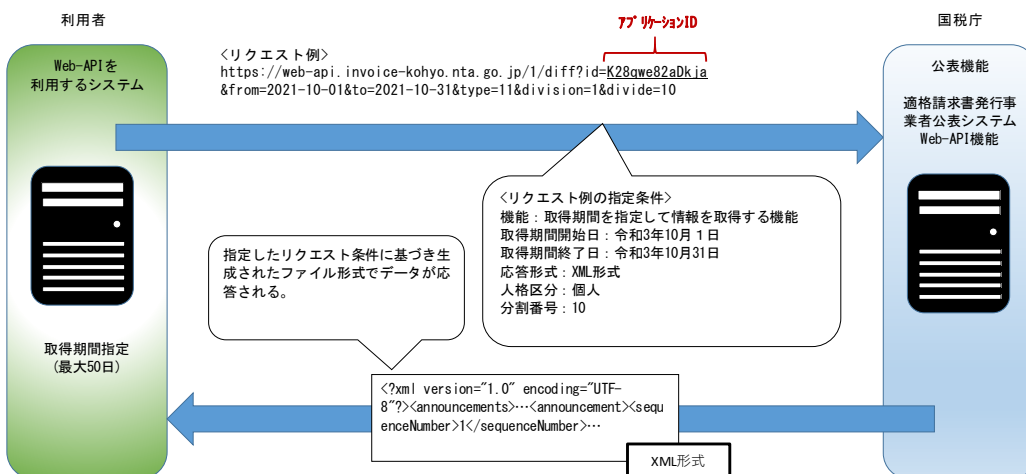 利用者
国税庁
アプリケーションID
Web-APIを
利用するシステム
<リクエスト例>
https://web-api.invoice-kohyo.nta.go.jp/1/diff?id=K28qwe82aDkja
&from=2021-10-01&to=2021-10-31&type=11&division=1&divide=10
公表機能
適格請求書発行事
業者公表システム
Web-API機能
<リクエスト例の指定条件>
機能：取得期間を指定して情報を取得する機能
取得期間開始日：令和3年10月１日
取得期間終了日：令和3年10月31日
応答形式：XML形式
人格区分：個人
分割番号：10
指定したリクエスト条件に基づき生
成されたファイル形式でデータが応
答される。
取得期間指定
(最大50日)
<?xml version="1.0" encoding="UTF-
8"?><announcements>…<announcement><sequ
enceNumber>1</sequenceNumber>…
XML形式